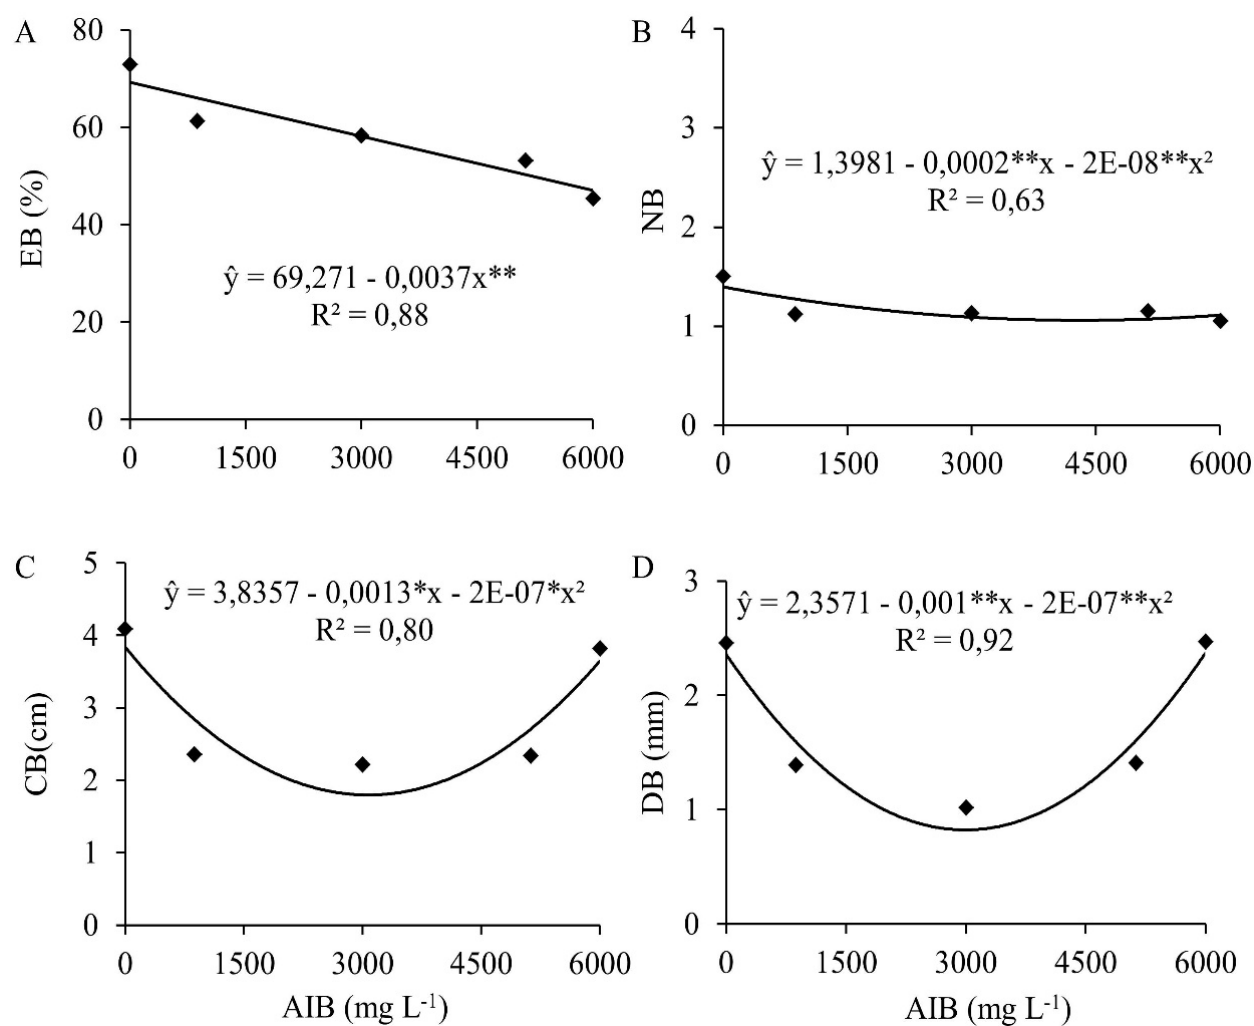 A
80
60
40
20
0
EB (%)
ŷ = 69,271 - 0,0037x**
R² = 0,88
0 1500 3000 4500 6000
B
4
3
2
1
0
NB
ŷ = 1,3981 - 0,0002**x - 2E-08**x²
R² = 0,63
0 1500 3000 4500 6000
C
5
4
3
2
1
0
CB(cm)
ŷ = 3,8357 - 0,0013*x - 2E-07*x²
R² = 0,80
0 1500 3000 4500 6000
AIB (mg L⁻¹)
D
3
2
1
0
DB (mm)
ŷ = 2,3571 - 0,001**x - 2E-07**x²
R² = 0,92
0 1500 3000 4500 6000
AIB (mg L⁻¹)